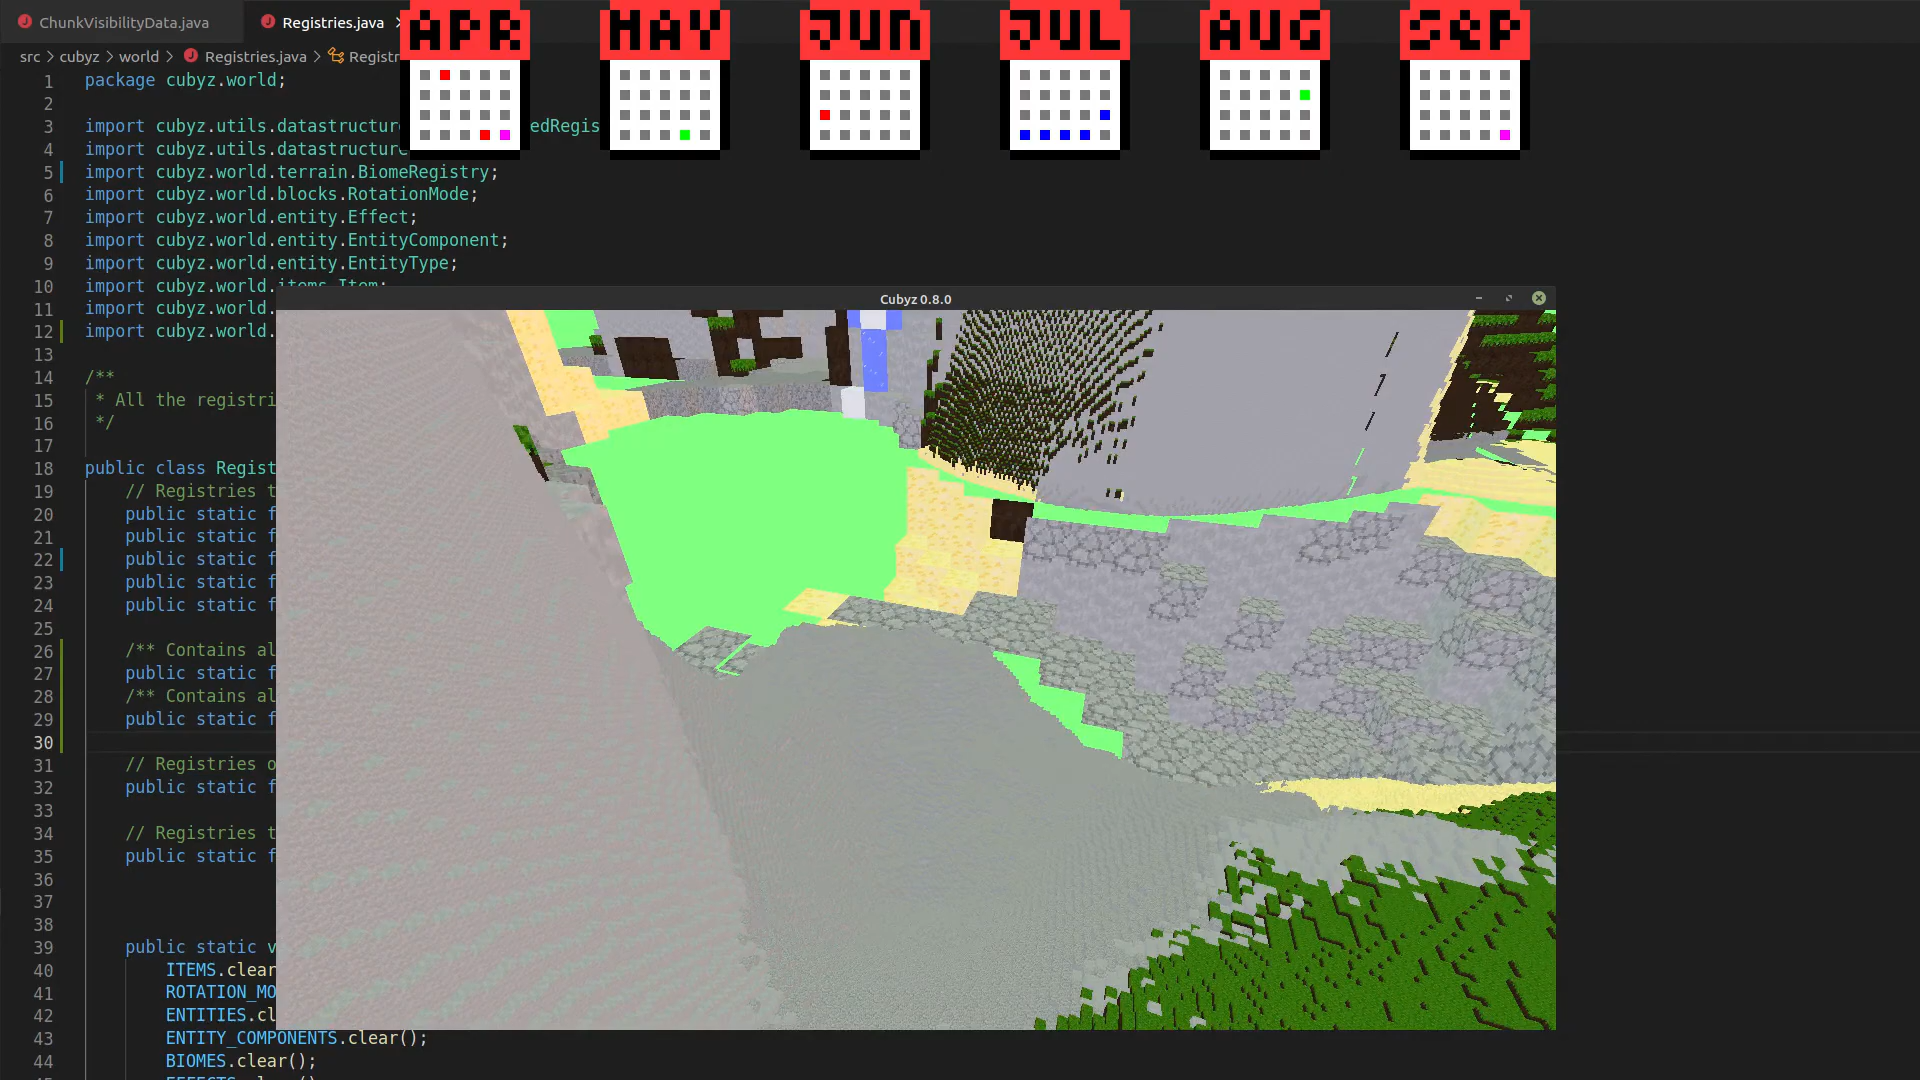 ChunkVisibilityData.java Registries.java
APR MAY JUN JUL AUG SEP
src cubyz world Registries.java Registr
1 package cubyz.world;
2
3 import cubyz.utils.datastructure edRegis
4 import cubyz.utils.datastructure
5 import cubyz.world.terrain.BiomeRegistry;
6 import cubyz.world.blocks.RotationMode;
7 import cubyz.world.entity.Effect;
8 import cubyz.world.entity.EntityComponent;
9 import cubyz.world.entity.EntityType;
10 import cubyz.world.items.Item;
Cubyz 0.8.0
11 import cubyz.world.
12 import cubyz.world.
13
14 /**
15 * All the registri
16 */
17
18 public class Regist
19 // Registries t
20 public static f
21 public static f
22 public static f
23 public static f
24 public static f
25
26 /** Contains al
27 public static f
28 /** Contains al
29 public static f
30
31 // Registries o
32 public static f
33
34 // Registries t
35 public static f
36
37
38
39 public static v
40 ITEMS.clear
41 ROTATION_MO
42 ENTITIES.cl
43 ENTITY_COMPONENTS.clear();
44 BIOMES.clear();